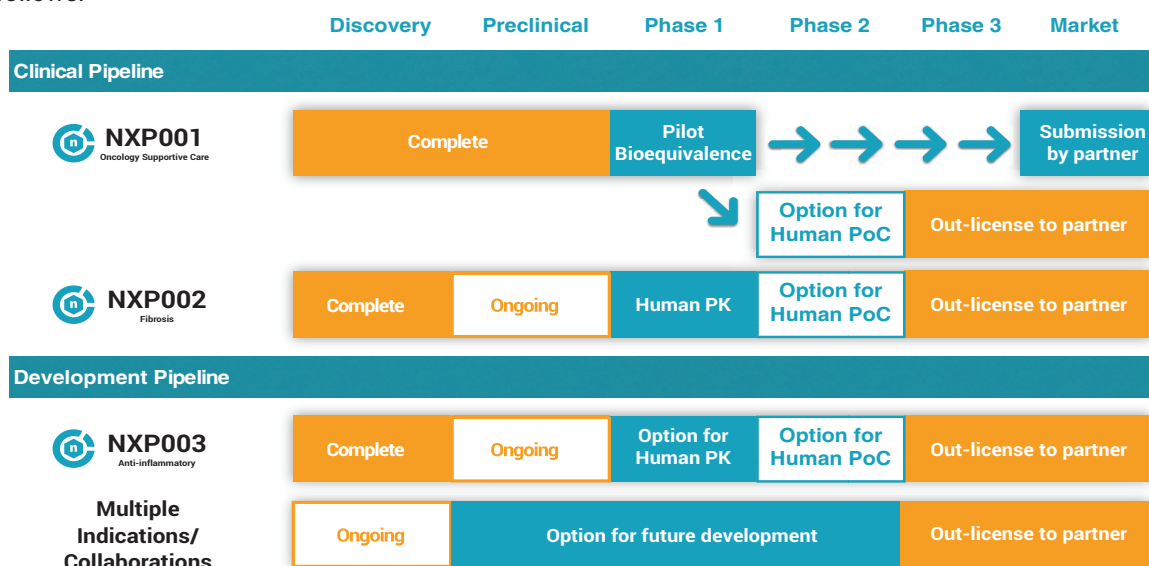 Discovery Preclinical Phase 1 Phase 2 Phase 3 Market
Clinical Pipeline
n NXP001
Oncology Supportive Care
Complete
Pilot
Bioequivalence
Submission
by partner
Option for
Human PoC
Out-license to partner
n NXP002
Fibrosis
Complete
Ongoing
Human PK
Option for
Human PoC
Out-license to partner
Development Pipeline
n NXP003
Anti-inflammatory
Complete
Ongoing
Option for
Human PK
Option for
Human PoC
Out-license to partner
Multiple
Indications/
Collaborations
Ongoing
Option for future development
Out-license to partner